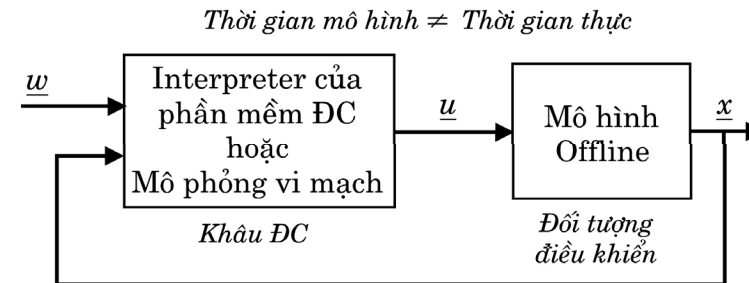 Thời gian mô hình ≠ Thời gian thực
w
Interpreter của
phần mềm ĐC
hoặc
Mô phỏng vi mạch
u
Mô hình
Offline
x
Khâu ĐC
Đối tượng
điều khiển